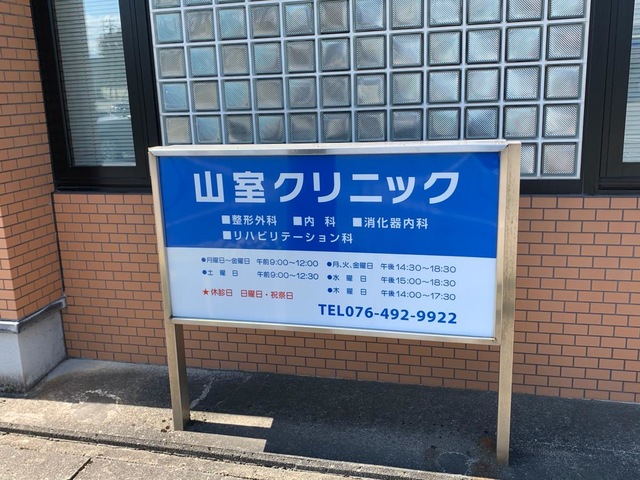 山室クリニック
■整形外科 ■内 科 ■消化器内科
■リハビリテーション科
●月曜日～金曜日 午前9:00～12:00 ●月、火、金曜日 午後14:30～18:30
●土 曜 日 午前9:00～12:30 ●水 曜 日 午後15:00～18:30
●木 曜 日 午後14:00～17:30
★休診日 日曜日・祝祭日
TEL076-492-9922